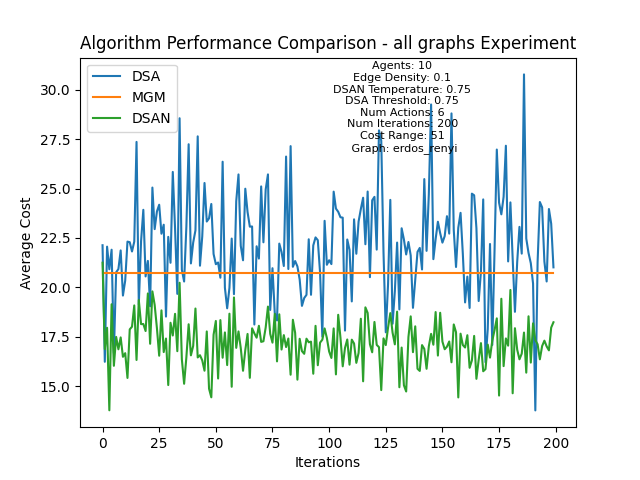 Algorithm Performance Comparison - all graphs Experiment
DSA
MGM
DSAN
Agents: 10
Edge Density: 0.1
DSAN Temperature: 0.75
DSA Threshold: 0.75
Num Actions: 6
Num Iterations: 200
Cost Range: 51
Graph: erdos_renyi
Average Cost
30.0
27.5
25.0
22.5
20.0
17.5
15.0
0 25 50 75 100 125 150 175 200
Iterations